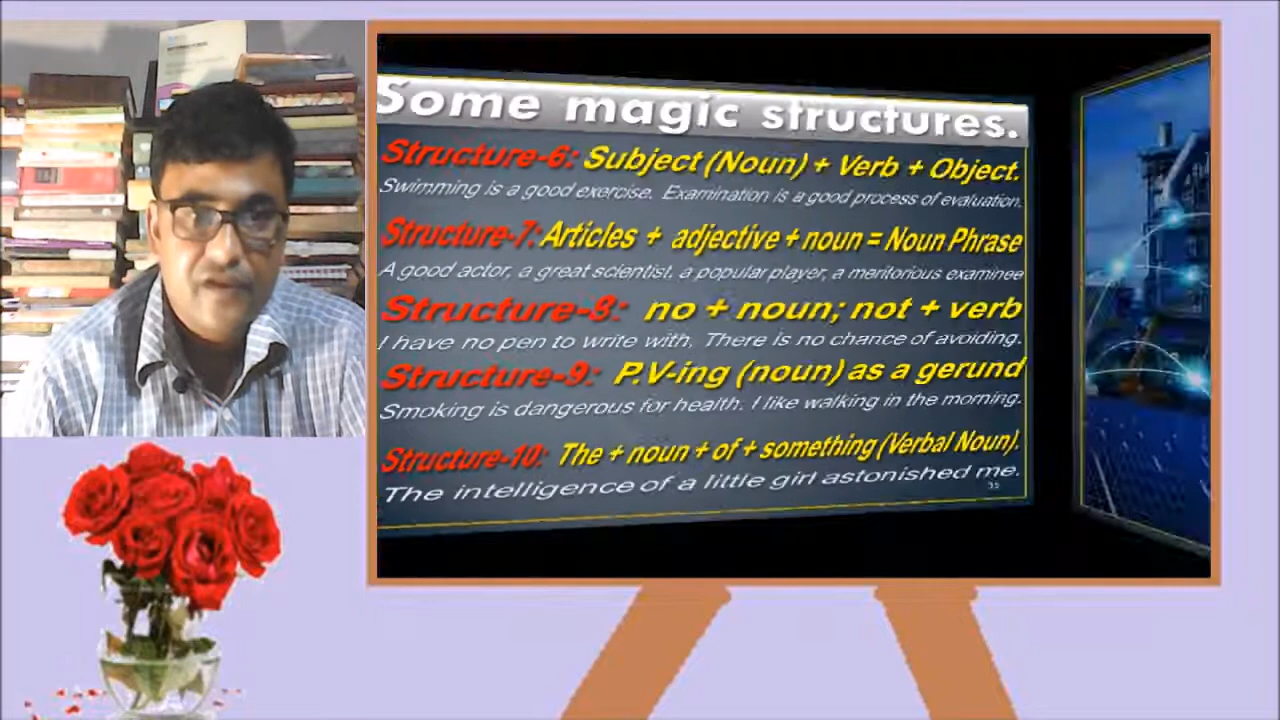 Some magic structures.
Structure-6: Subject (Noun) + Verb + Object.
Swimming is a good exercise. Examination is a good process of evaluation.
Structure-7: Articles + adjective + noun = Noun Phrase
A good actor, a great scientist, a popular player, a meritorious examinee
Structure-8: no + noun; not + verb
I have no pen to write with. There is no chance of avoiding.
Structure-9: P.V-ing (noun) as a gerund
Smoking is dangerous for health. I like walking in the morning.
Structure-10: The + noun + of + something (Verbal Noun).
The intelligence of a little girl astonished me.